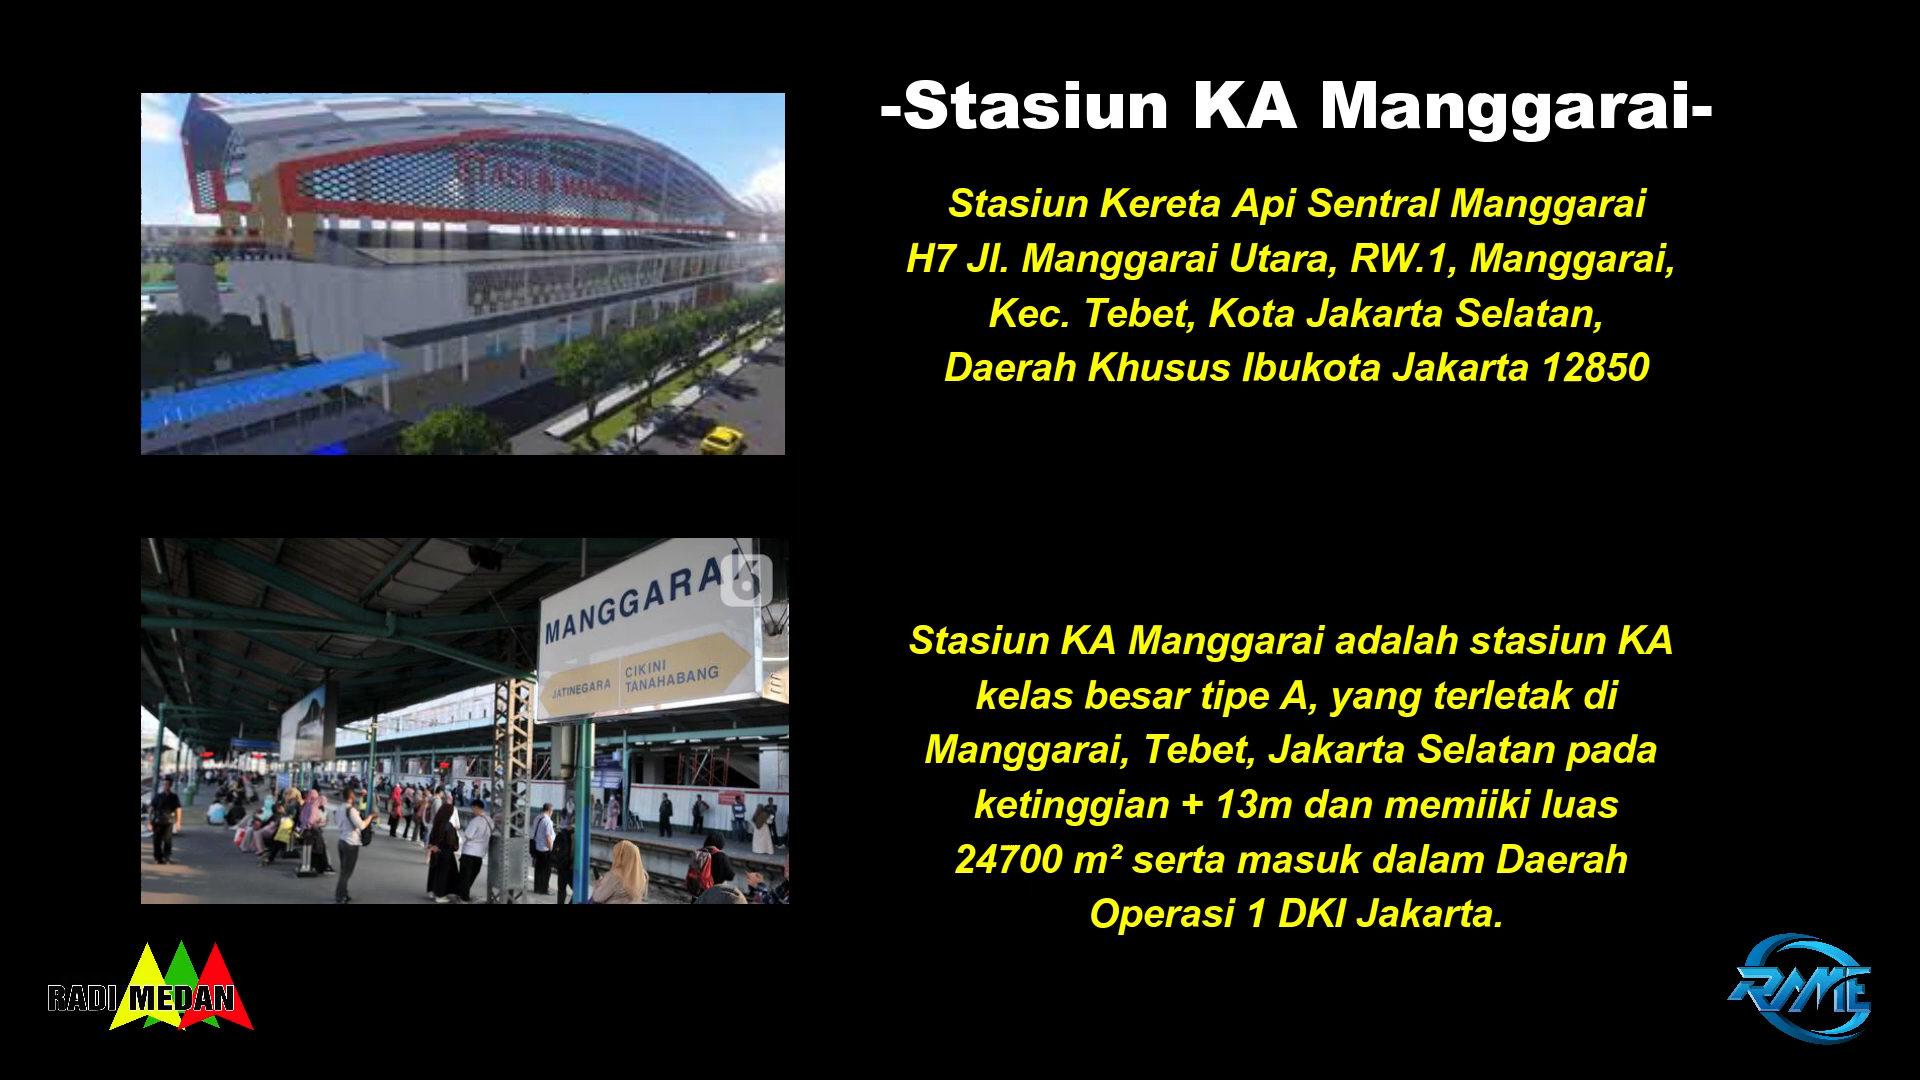 -Stasiun KA Manggarai-
Stasiun Kereta Api Sentral Manggarai
H7 Jl. Manggarai Utara, RW.1, Manggarai,
Kec. Tebet, Kota Jakarta Selatan,
Daerah Khusus Ibukota Jakarta 12850
MANGGARAI
JATINEGARA
CIKINI
TANAHABANG
Stasiun KA Manggarai adalah stasiun KA
kelas besar tipe A, yang terletak di
Manggarai, Tebet, Jakarta Selatan pada
ketinggian + 13m dan memiiki luas
24700 m² serta masuk dalam Daerah
Operasi 1 DKI Jakarta.
RADI MEDAN
RME